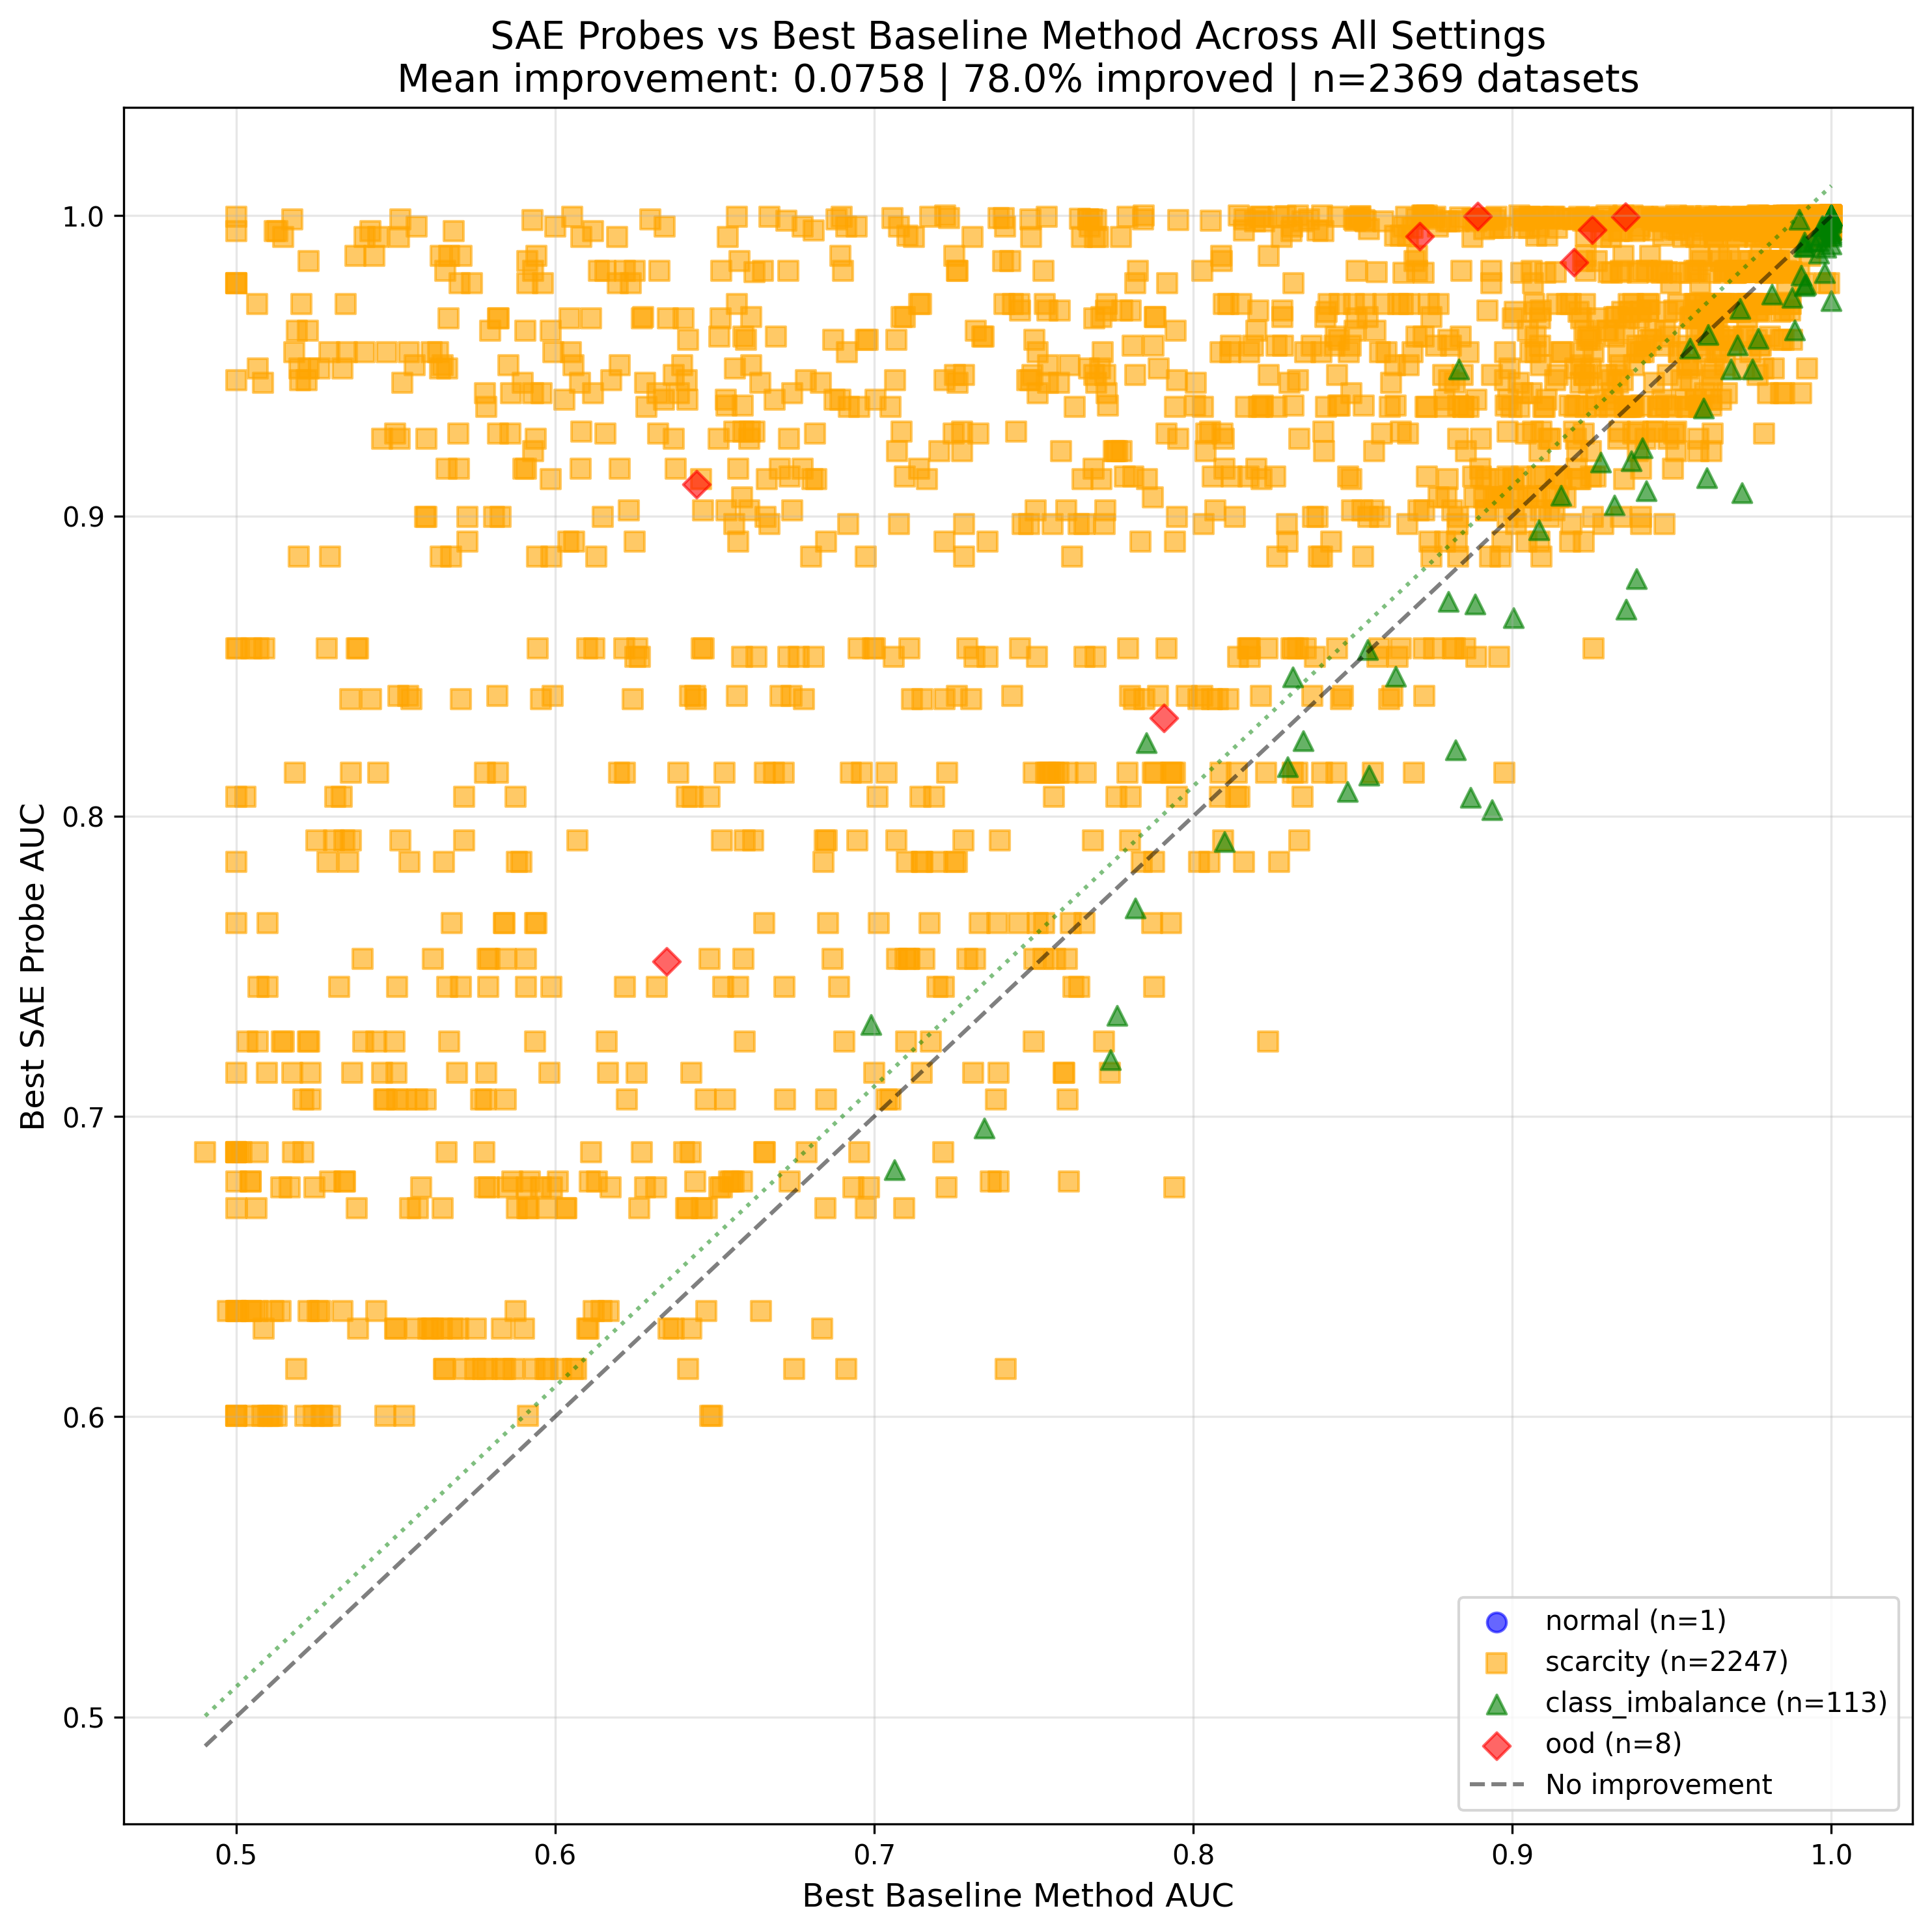 SAE Probes vs Best Baseline Method Across All Settings
Mean improvement: 0.0758 | 78.0% improved | n=2369 datasets
1.0
0.9
0.8
0.7
0.6
0.5
Best SAE Probe AUC
0.5
0.6
0.7
0.8
0.9
1.0
Best Baseline Method AUC
normal (n=1)
scarcity (n=2247)
class_imbalance (n=113)
ood (n=8)
No improvement